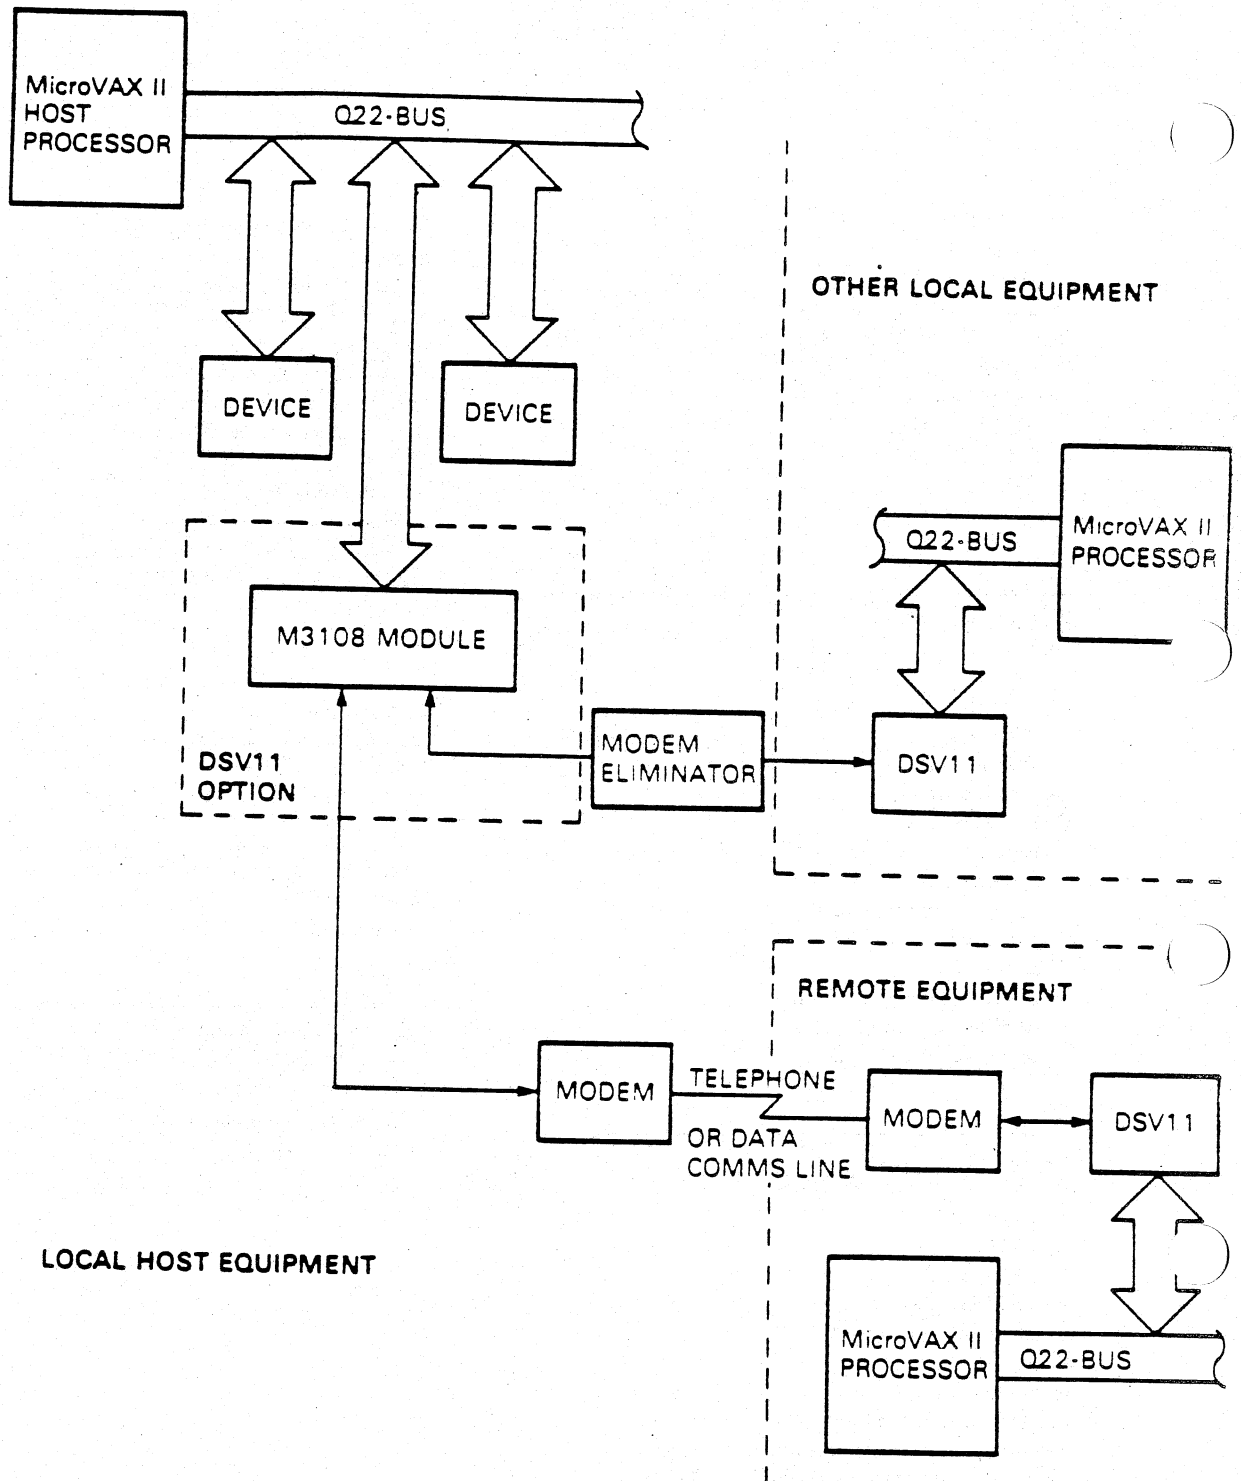 MicroVAX II
HOST
PROCESSOR
Q22-BUS
OTHER LOCAL EQUIPMENT
DEVICE
DEVICE
Q22-BUS
MicroVAX II
PROCESSOR
M3108 MODULE
DSV11
OPTION
MODEM
ELIMINATOR
DSV11
REMOTE EQUIPMENT
MODEM
TELEPHONE
OR DATA
COMMS LINE
MODEM
DSV11
LOCAL HOST EQUIPMENT
MicroVAX II
PROCESSOR
Q22-BUS